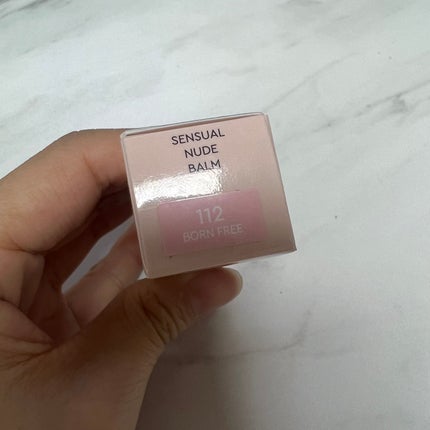 SENSUAL
NUDE
BALM
112
BORN FREE